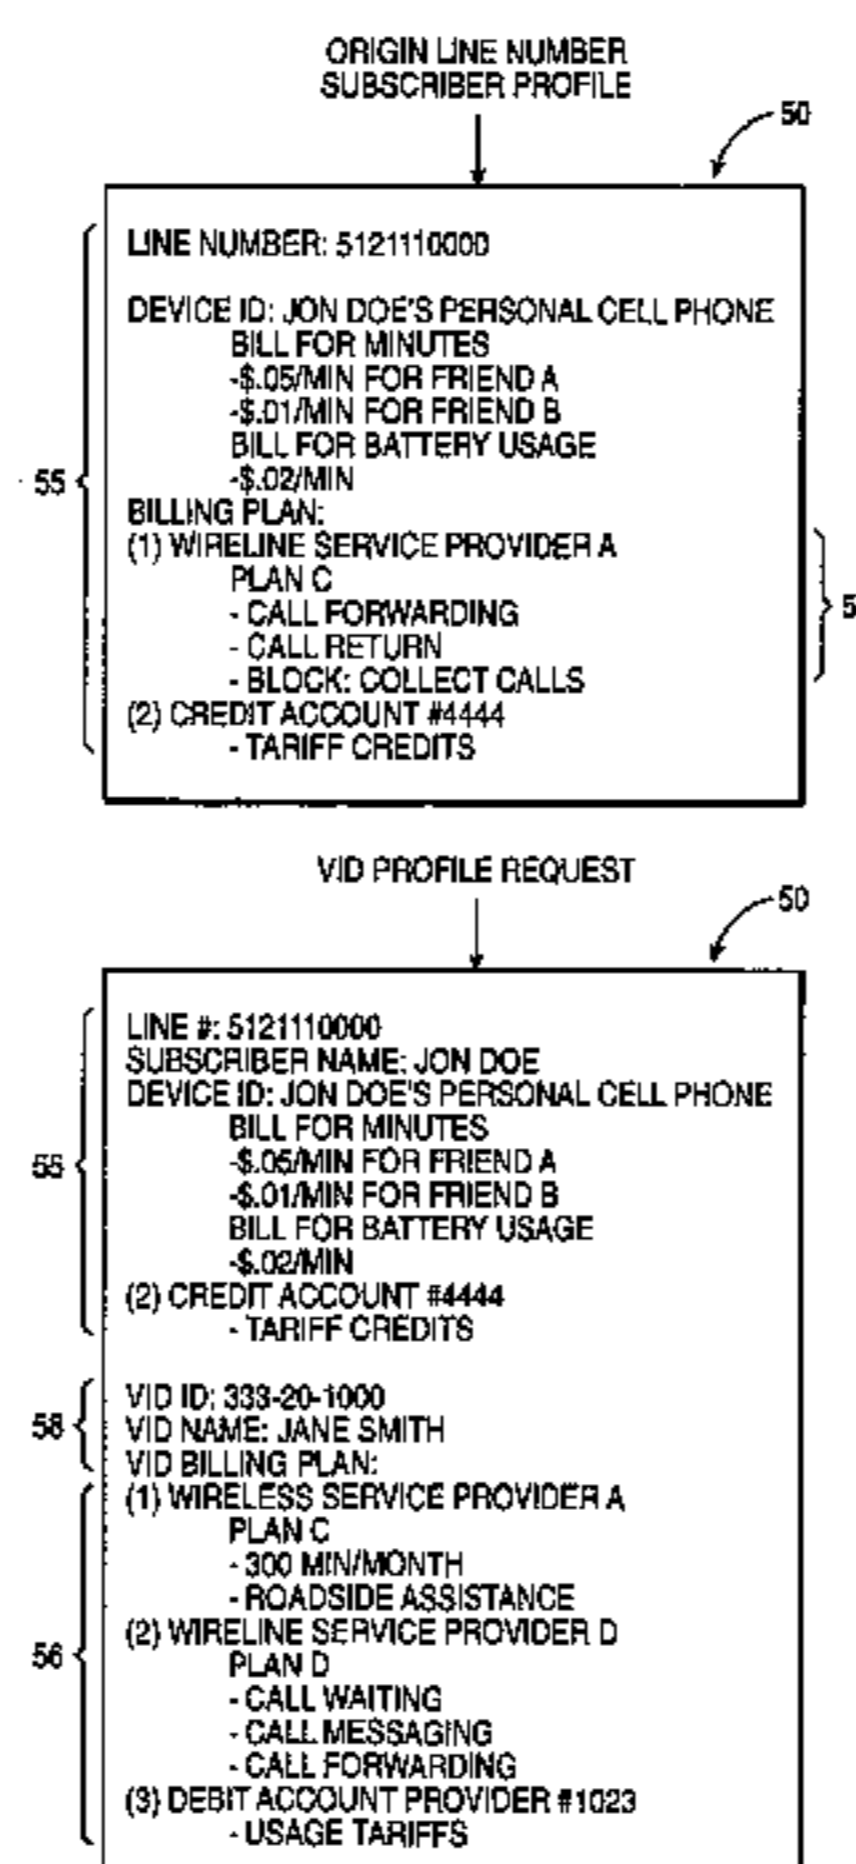 ORIGIN LINE NUMBER
SUBSCRIBER PROFILE
50
LINE NUMBER: 5121110000
DEVICE ID: JON DOE'S PERSONAL CELL PHONE
BILL FOR MINUTES
-$.05/MIN FOR FRIEND A
-$.01/MIN FOR FRIEND B
BILL FOR BATTERY USAGE
-$.02/MIN
55
BILLING PLAN:
(1) WIRELINE SERVICE PROVIDER A
PLAN C
- CALL FORWARDING
5
- CALL RETURN
- BLOCK: COLLECT CALLS
(2) CREDIT ACCOUNT #4444
- TARIFF CREDITS
VID PROFILE REQUEST
50
LINE #: 5121110000
SUBSCRIBER NAME: JON DOE
DEVICE ID: JON DOE'S PERSONAL CELL PHONE
BILL FOR MINUTES
-$.05/MIN FOR FRIEND A
55
-$.01/MIN FOR FRIEND B
BILL FOR BATTERY USAGE
-$.02/MIN
(2) CREDIT ACCOUNT #4444
- TARIFF CREDITS
VID ID: 333-20-1000
58
VID NAME: JANE SMITH
VID BILLING PLAN:
(1) WIRELESS SERVICE PROVIDER A
PLAN C
- 300 MIN/MONTH
- ROADSIDE ASSISTANCE
(2) WIRELINE SERVICE PROVIDER D
56
PLAN D
- CALL WAITING
- CALL MESSAGING
- CALL FORWARDING
(3) DEBIT ACCOUNT PROVIDER #1023
- USAGE TARIFFS